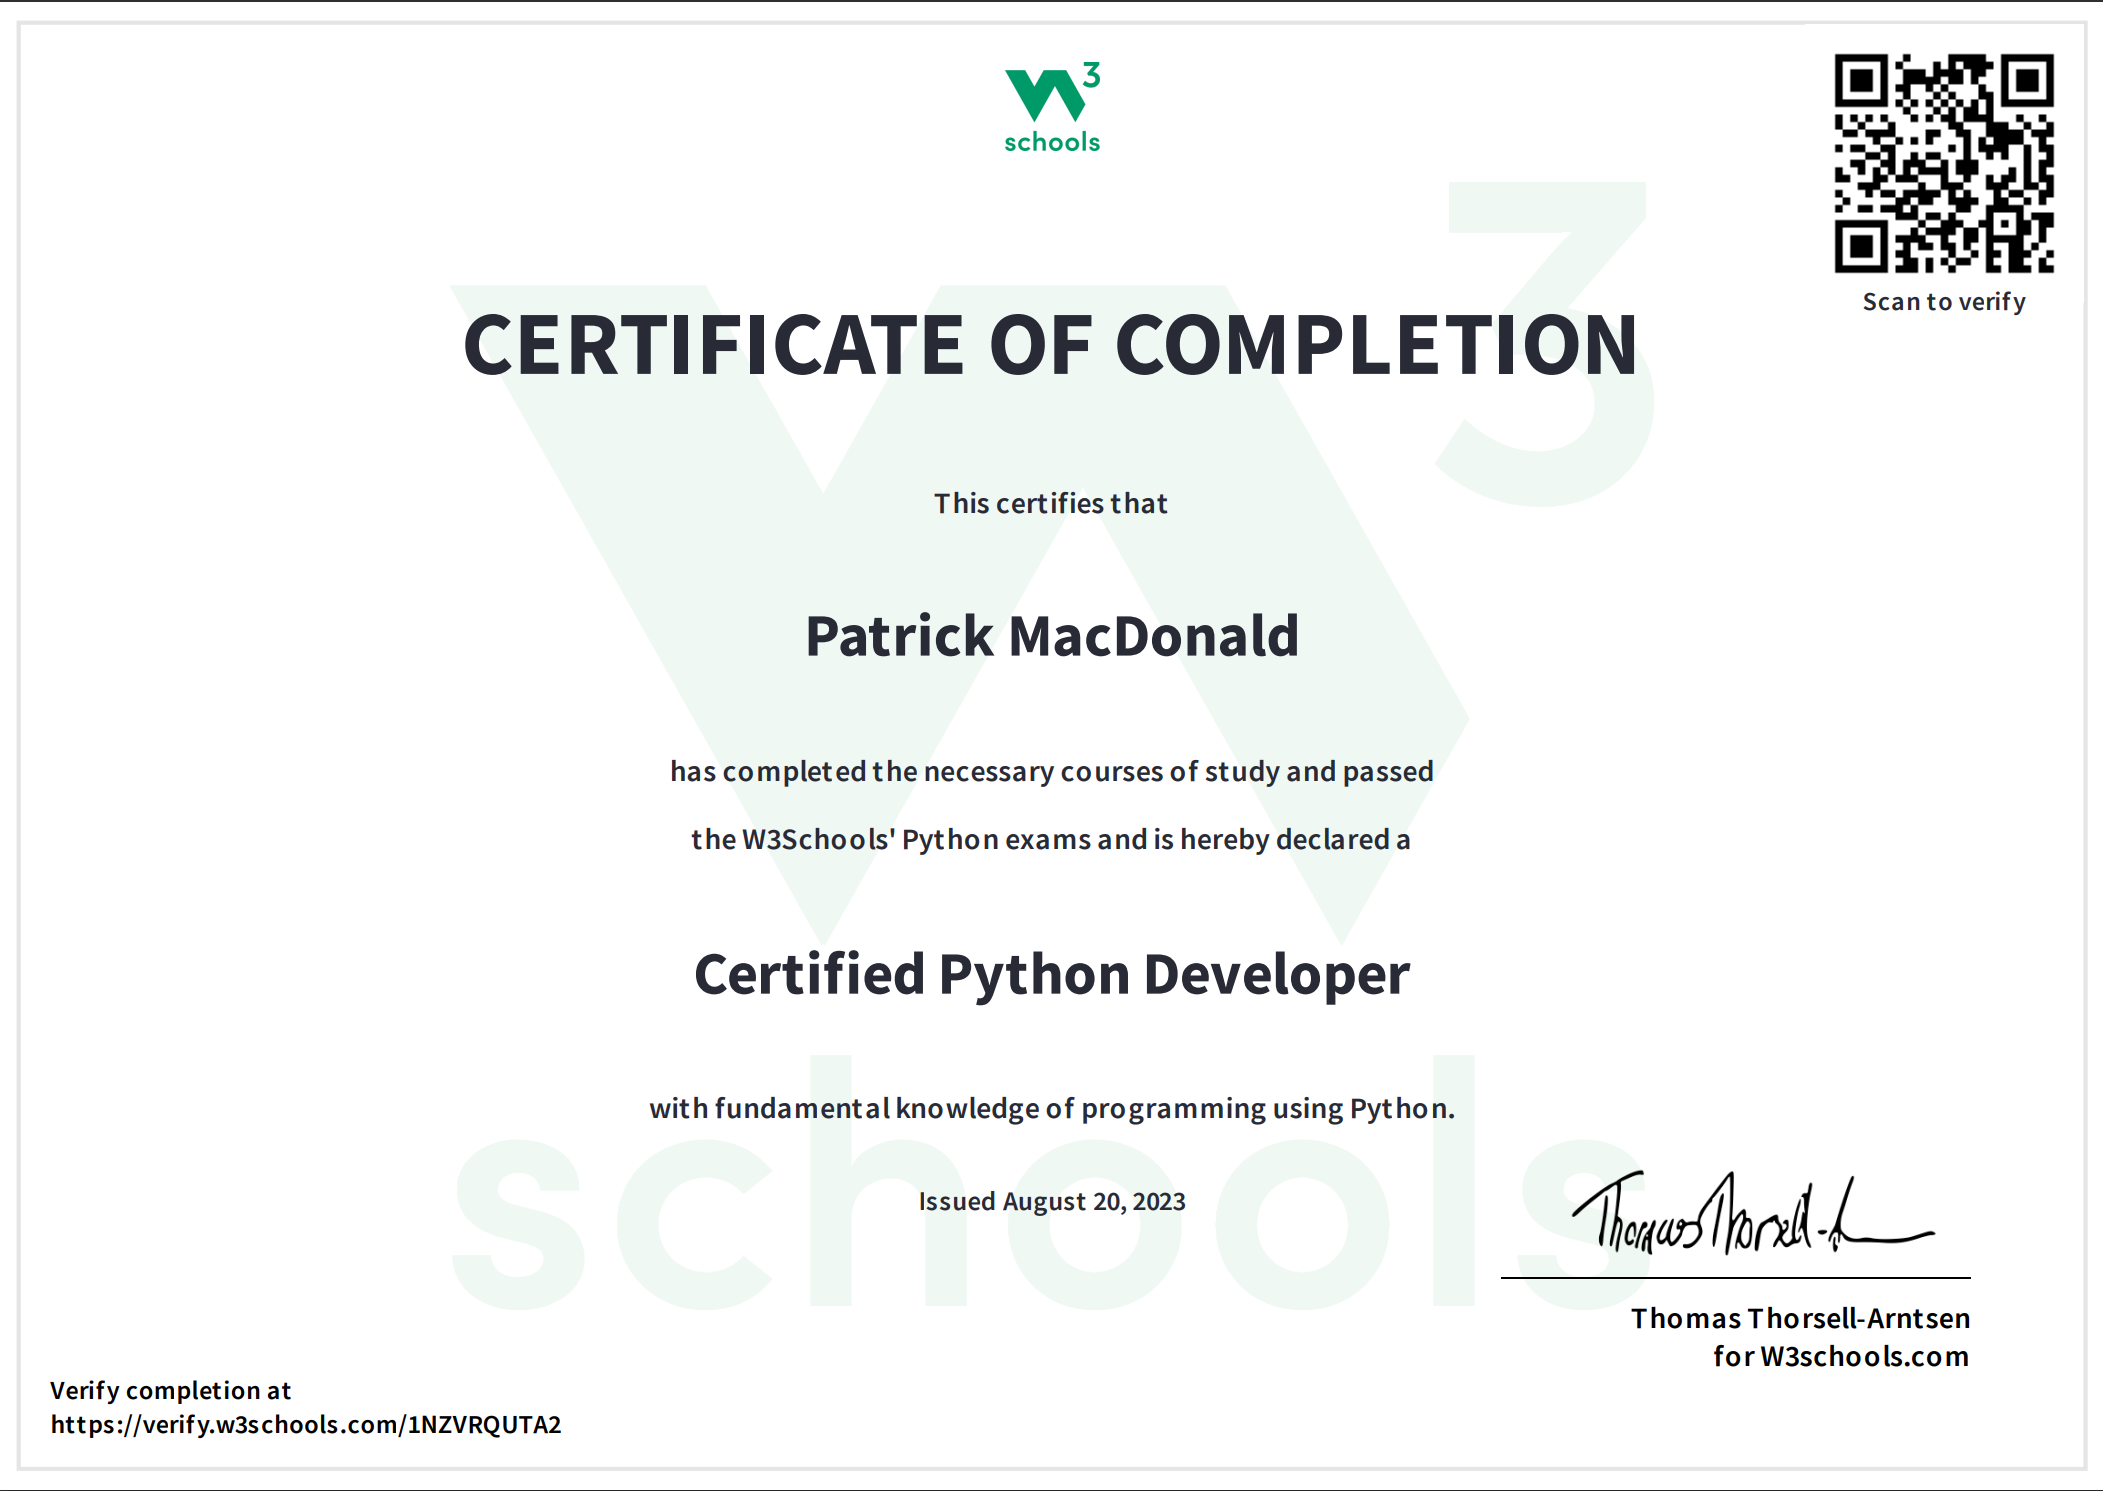 W3
schools
Scan to verify
CERTIFICATE OF COMPLETION
This certifies that
Patrick MacDonald
has completed the necessary courses of study and passed
the W3Schools' Python exams and is hereby declared a
Certified Python Developer
with fundamental knowledge of programming using Python.
Issued August 20, 2023
Thomas Thorsell-A
Thomas Thorsell-Arntsen
for W3schools.com
Verify completion at
https://verify.w3schools.com/1NZVRQUTA2
W3
schools